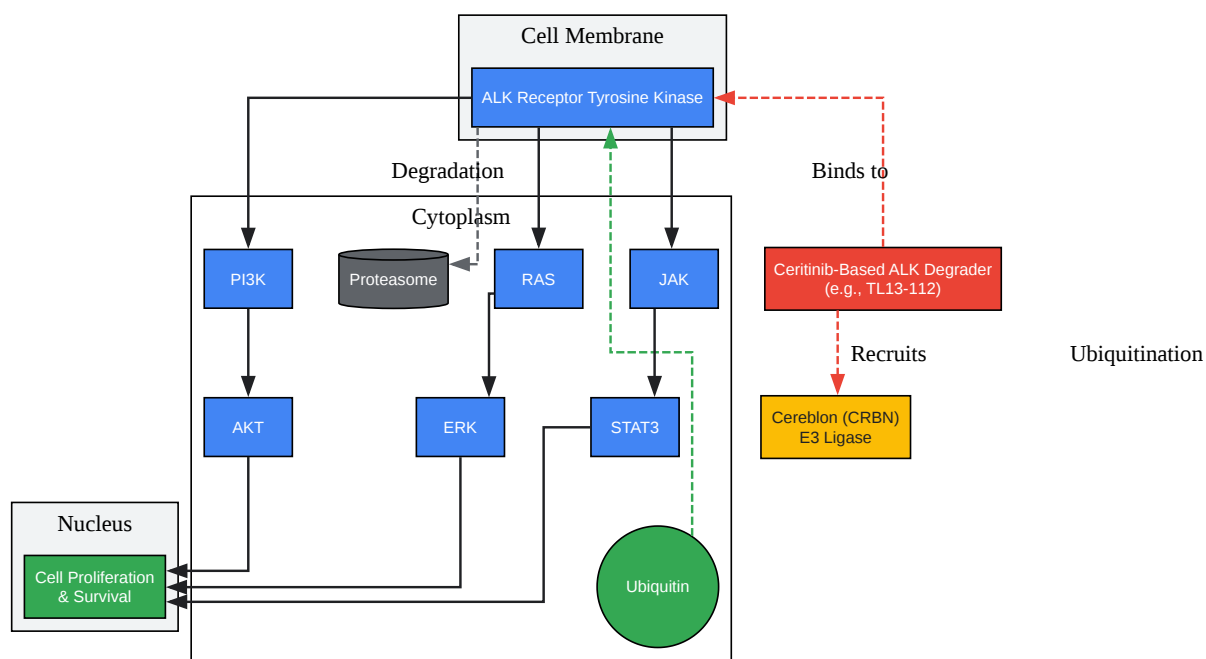 Cell Membrane
ALK Receptor Tyrosine Kinase
Degradation
Binds to
Cytoplasm
PI3K
Proteasome
RAS
JAK
Ceritinib-Based ALK Degrader
(e.g., TL13-112)
Recruits
Ubiquitination
AKT
ERK
STAT3
Cereblon (CRBN)
E3 Ligase
Nucleus
Cell Proliferation
& Survival
Ubiquitin